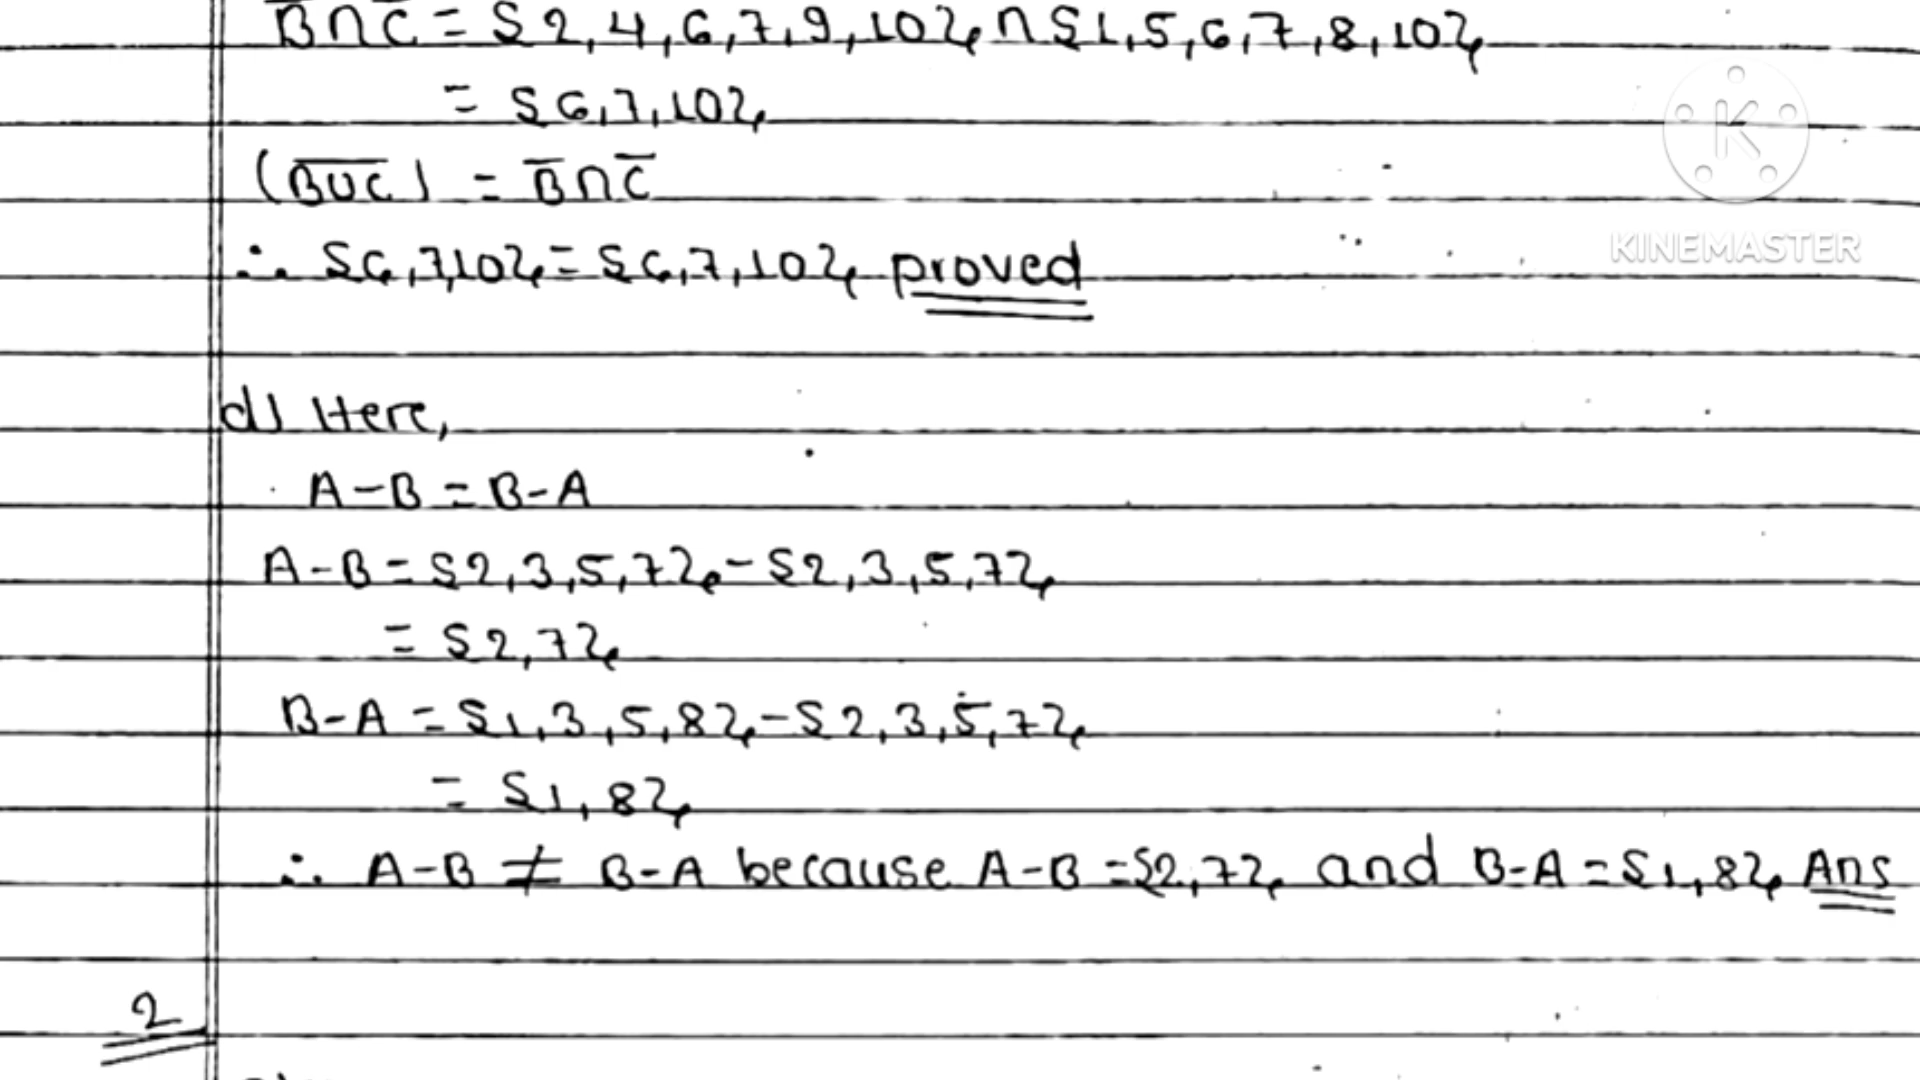 B̅∩C̅ = {2,4,6,7,9,10}∩{1,5,6,7,8,10}
= {6,7,10}
(B̅U̅C̅) = B̅∩C̅
∴ {6,7,10} = {6,7,10} proved
K
KINEMASTER
d) Here,
A-B = B-A
A-B = {2,3,5,7} - {2,3,5,7}
= {2,7}
B-A = {1,3,5,8} - {2,3,5,7}
= {1,8}
∴ A-B ≠ B-A because A-B = {2,7} and B-A = {1,8} Ans
2